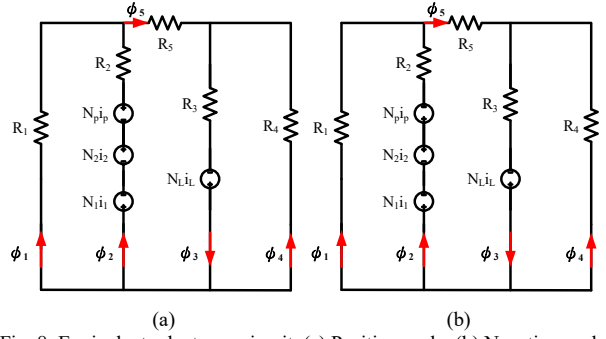 ϕ5 ϕ5
R5 R5
R2 R2
R1 Npip R3 R4 R1 Npip R3 R4
N2i2 N2i2
NLiL NLiL
N1i1 N1i1
ϕ1 ϕ2 ϕ3 ϕ4 ϕ1 ϕ2 ϕ3 ϕ4
(a) (b)